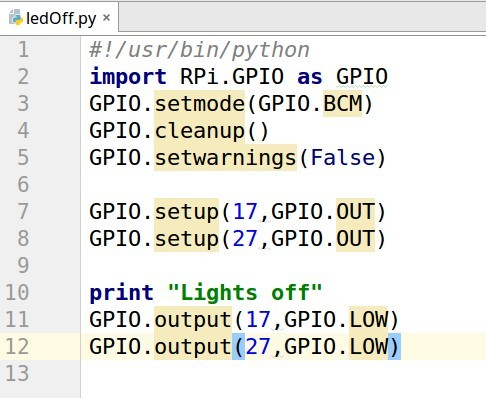 ledOff.py ×
1 #!/usr/bin/python
2 import RPi.GPIO as GPIO
3 GPIO.setmode(GPIO.BCM)
4 GPIO.cleanup()
5 GPIO.setwarnings(False)
6
7 GPIO.setup(17,GPIO.OUT)
8 GPIO.setup(27,GPIO.OUT)
9
10 print "Lights off"
11 GPIO.output(17,GPIO.LOW)
12 GPIO.output(27,GPIO.LOW)
13